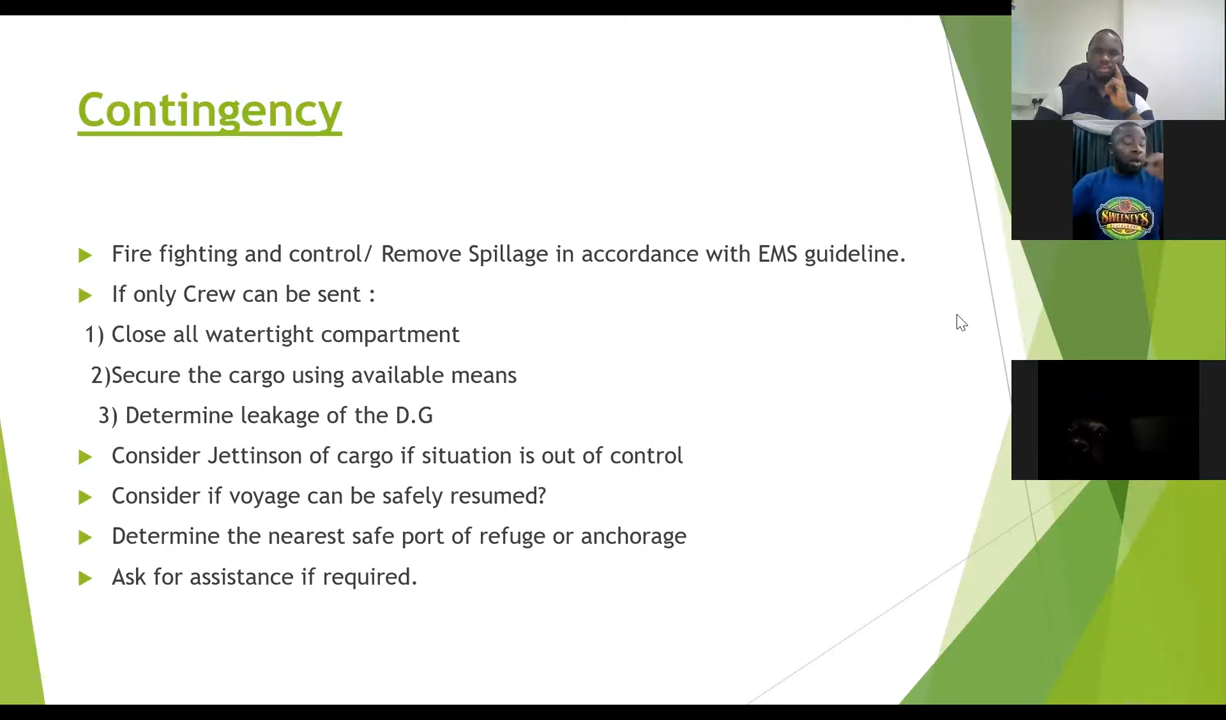 Contingency
Fire fighting and control/ Remove Spillage in accordance with EMS guideline.
If only Crew can be sent :
1) Close all watertight compartment
2)Secure the cargo using available means
3) Determine leakage of the D.G
Consider Jettinson of cargo if situation is out of control
Consider if voyage can be safely resumed?
Determine the nearest safe port of refuge or anchorage
Ask for assistance if required.
SWEENEY'S